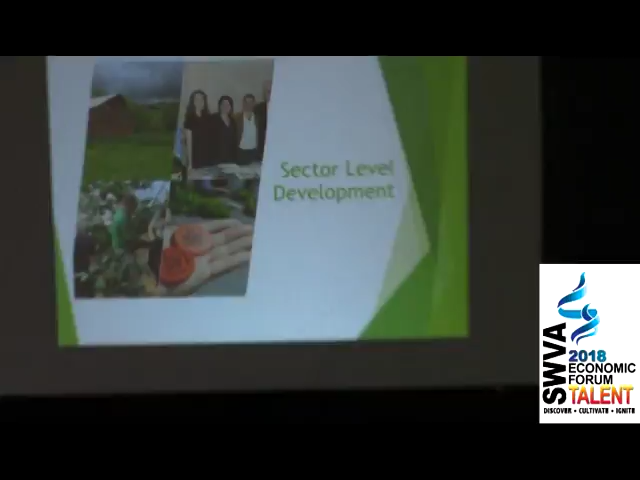 Sector Level
Development
SWVA
2018
ECONOMIC
FORUM
TALENT
DISCOVER • CULTIVATE • IGNITE